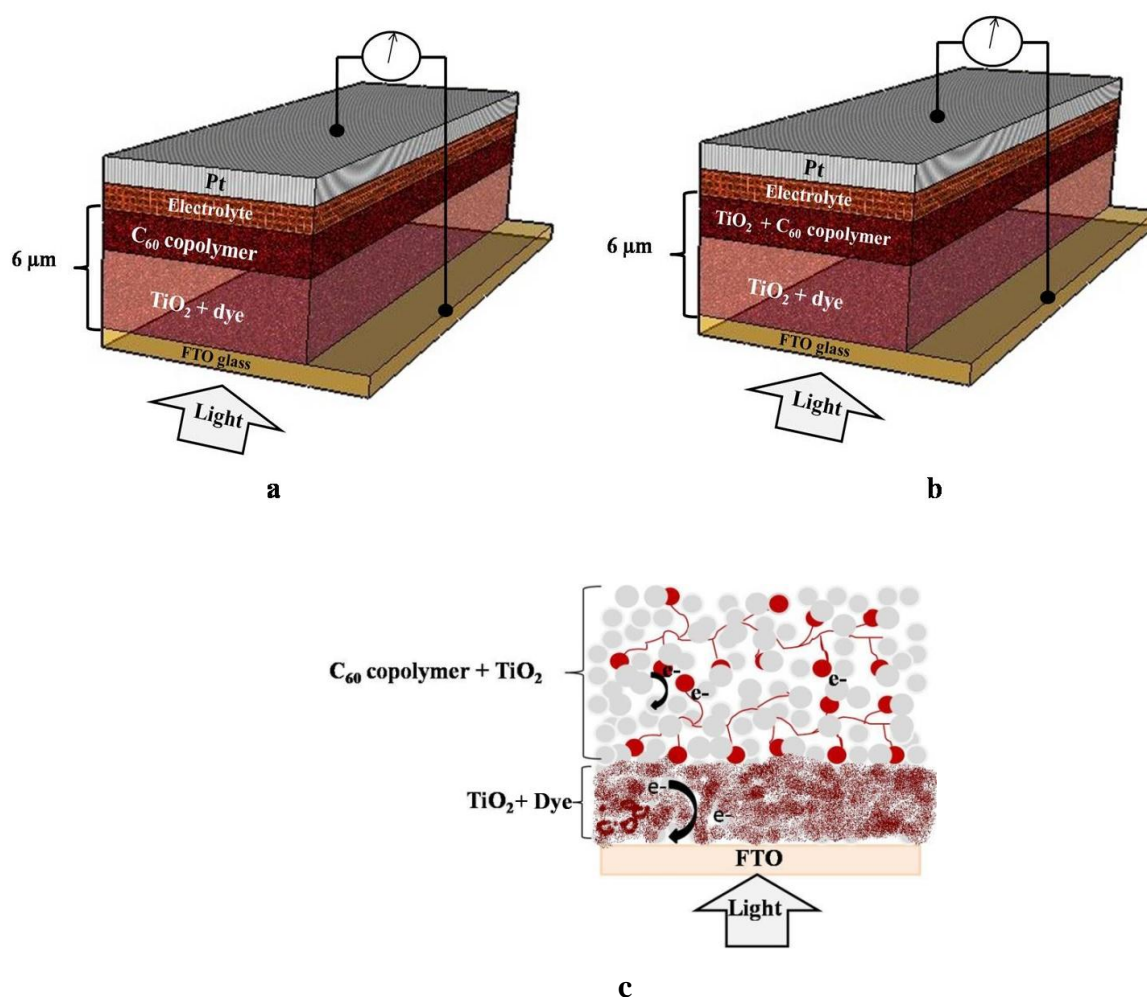 Pt
Electrolyte
C₆₀ copolymer
6 μm
TiO₂ + dye
FTO glass
Light
a
Pt
Electrolyte
TiO₂ + C₆₀ copolymer
6 μm
TiO₂ + dye
FTO glass
Light
b
C₆₀ copolymer + TiO₂
e-
e-
e-
TiO₂+ Dye
e-
e-
FTO
Light
c